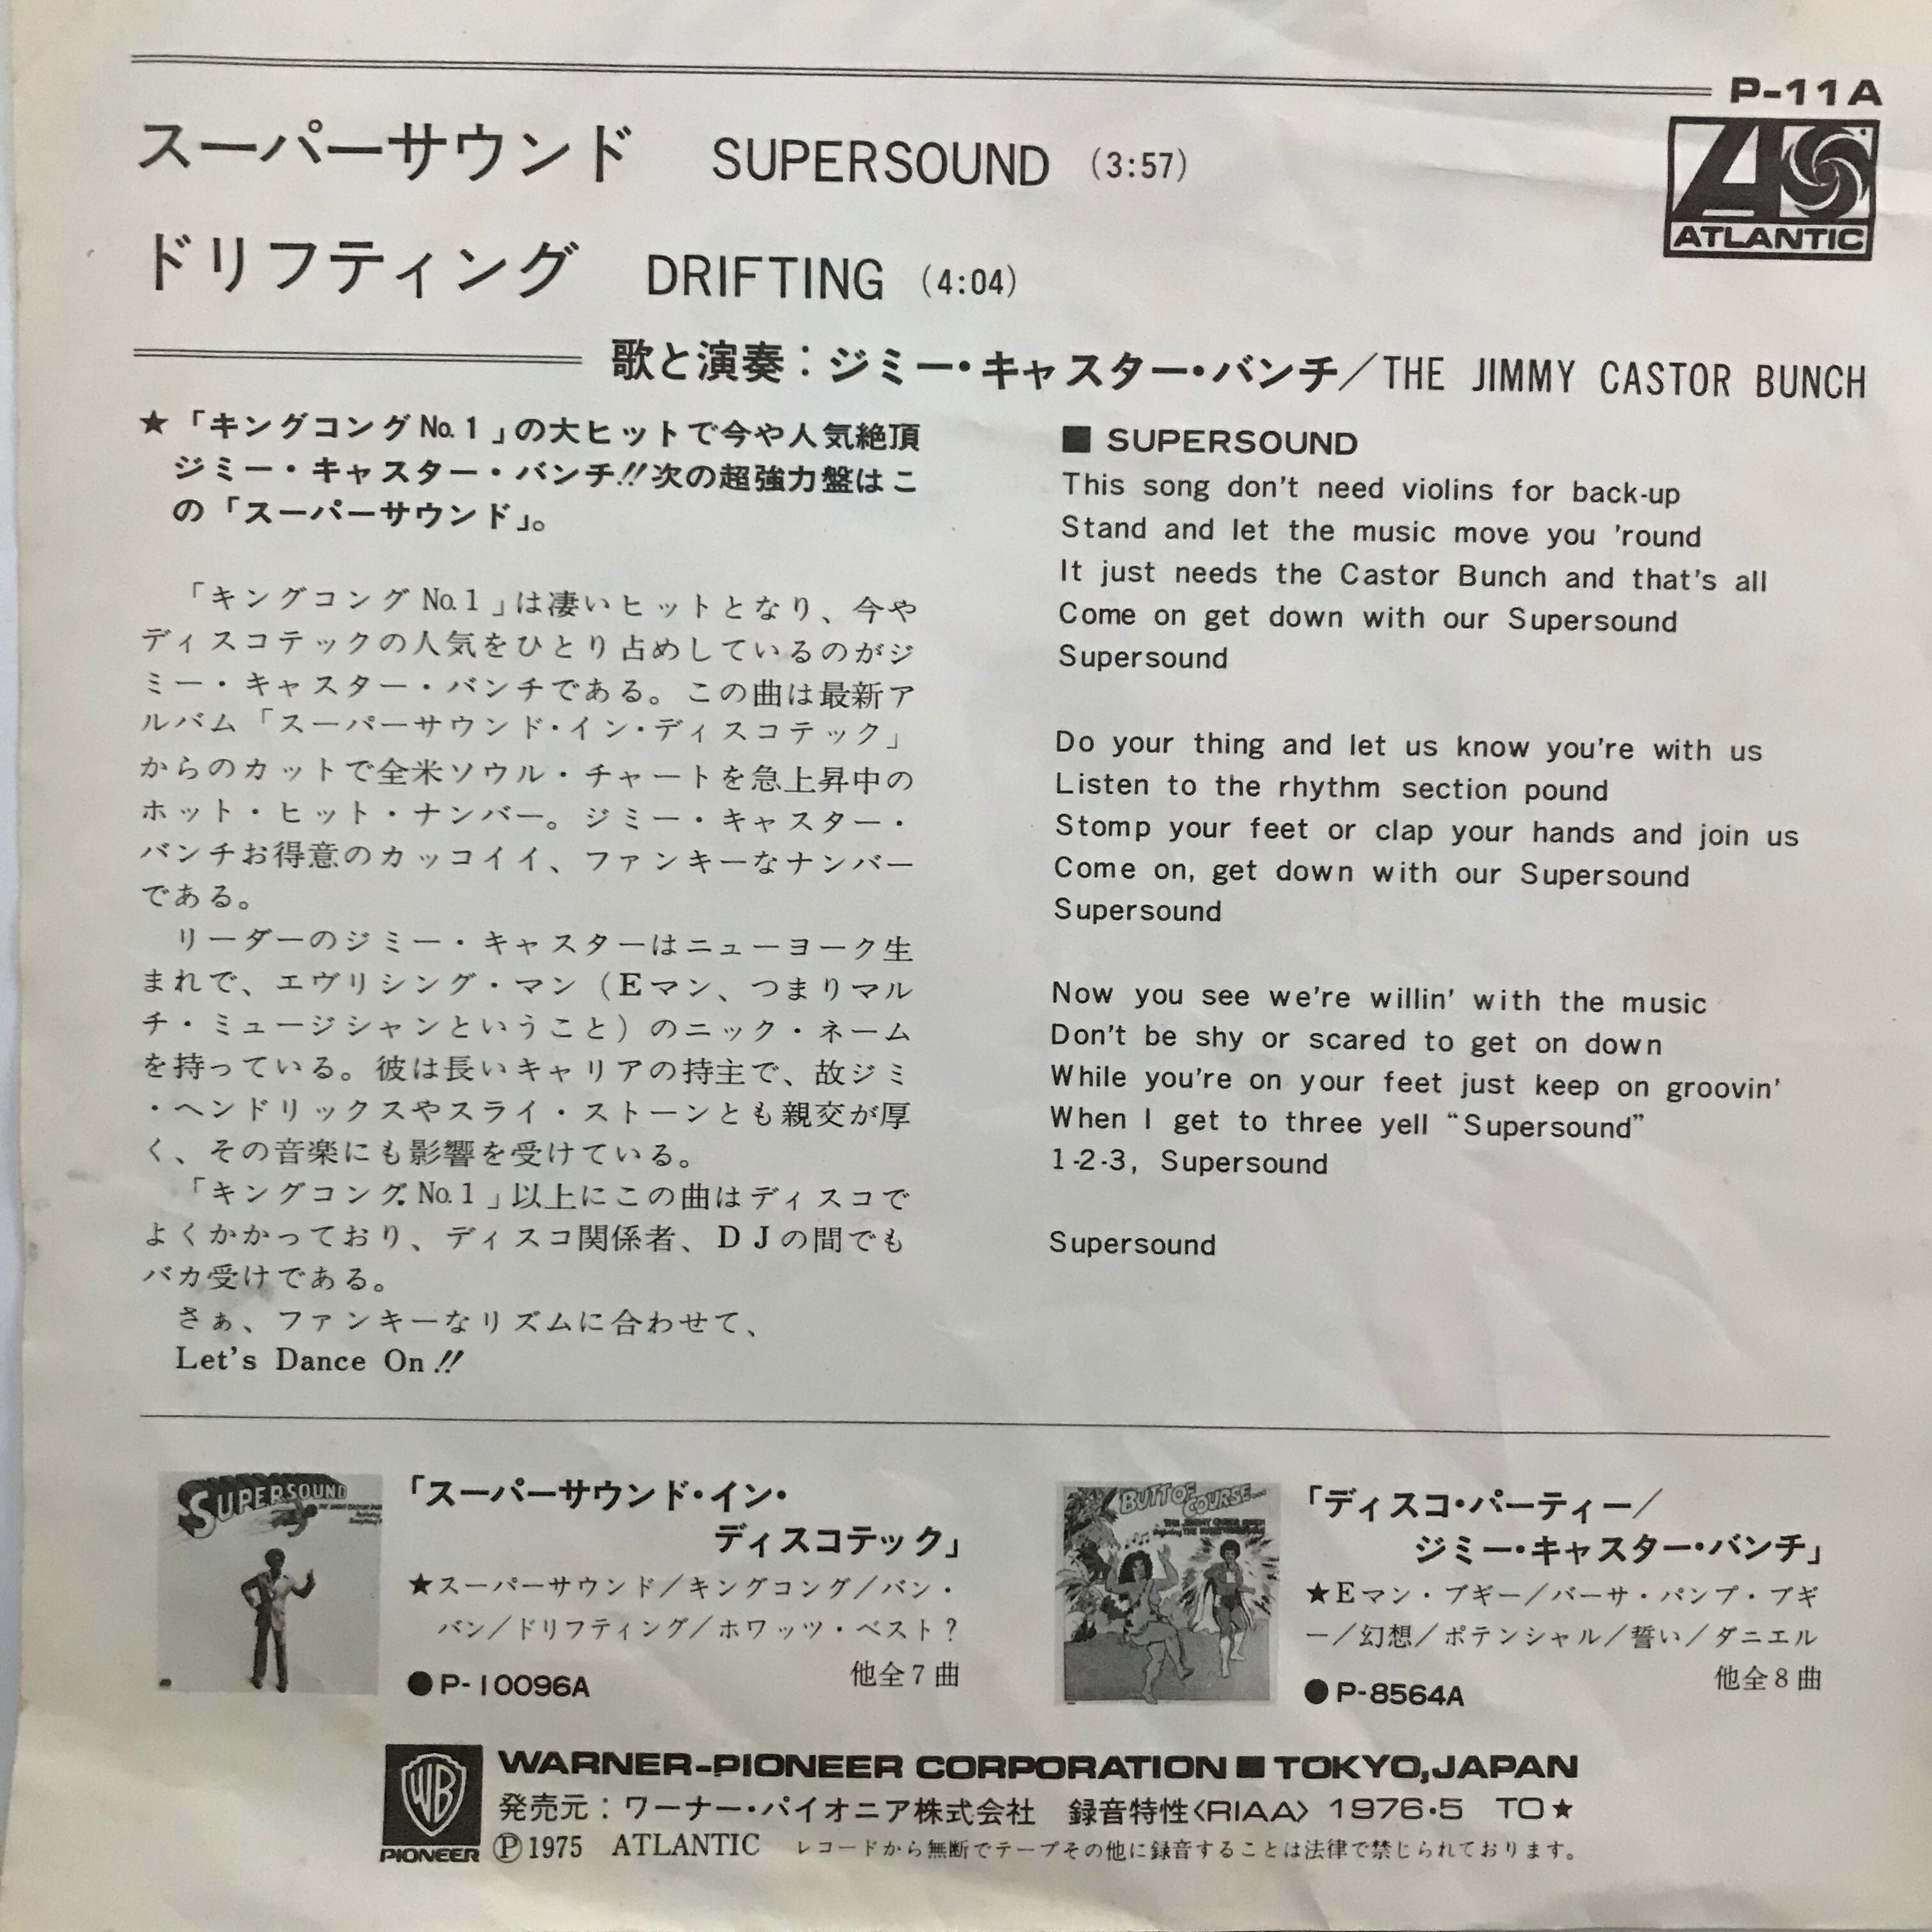 P-11A
スーパーサウンド SUPERSOUND (3:57)
ATLANTIC
ドリフティング DRIFTING (4:04)
歌と演奏：ジミー・キャスター・バンチ／THE JIMMY CASTOR BUNCH
★「キングコングNo.1」の大ヒットで今や人気絶頂
ジミー・キャスター・バンチ!!次の超強力盤はこ
の「スーパーサウンド」。
「キングコングNo.1」は凄いヒットとなり、今や
ディスコテックの人気をひとり占めしているのがジ
ミー・キャスター・バンチである。この曲は最新ア
ルバム「スーパーサウンド・イン・ディスコテック」
からのカットで全米ソウル・チャートを急上昇中の
ホット・ヒット・ナンバー。ジミー・キャスター・
バンチお得意のカッコイイ、ファンキーなナンバー
である。
リーダーのジミー・キャスターはニューヨーク生
まれで、エヴリシング・マン（Eマン、つまりマル
チ・ミュージシャンということ）のニック・ネーム
を持っている。彼は長いキャリアの持主で、故ジミ
・ヘンドリックスやスライ・ストーンとも親交が厚
く、その音楽にも影響を受けている。
「キングコングNo.1」以上にこの曲はディスコで
よくかかっており、ディスコ関係者、DJの間でも
バカ受けである。
さぁ、ファンキーなリズムに合わせて、
Let's Dance On!!
■ SUPERSOUND
This song don't need violins for back-up
Stand and let the music move you 'round
It just needs the Castor Bunch and that's all
Come on get down with our Supersound
Supersound
Do your thing and let us know you're with us
Listen to the rhythm section pound
Stomp your feet or clap your hands and join us
Come on, get down with our Supersound
Supersound
Now you see we're willin' with the music
Don't be shy or scared to get on down
While you're on your feet just keep on groovin'
When I get to three yell "Supersound"
1-2-3, Supersound
Supersound
SUPERSOUND
「スーパーサウンド・イン・
ディスコテック」
★スーパーサウンド／キングコング／バン・
バン／ドリフティング／ホワッツ・ベスト？
他全7曲
●P-10096A
BUTT OF COURSE...
「ディスコ・パーティー／
ジミー・キャスター・バンチ」
★Eマン・ブギー／バーサ・バンプ・ブギ
ー／幻想／ポテンシャル／誓い／ダニエル
他全8曲
●P-8564A
WB
PIONEER
WARNER-PIONEER CORPORATION ■ TOKYO,JAPAN
発売元：ワーナー・パイオニア株式会社 録音特性〈RIAA〉 1976・5 TO★
Ⓟ1975 ATLANTIC レコードから無断でテープその他に録音することは法律で禁じられております。